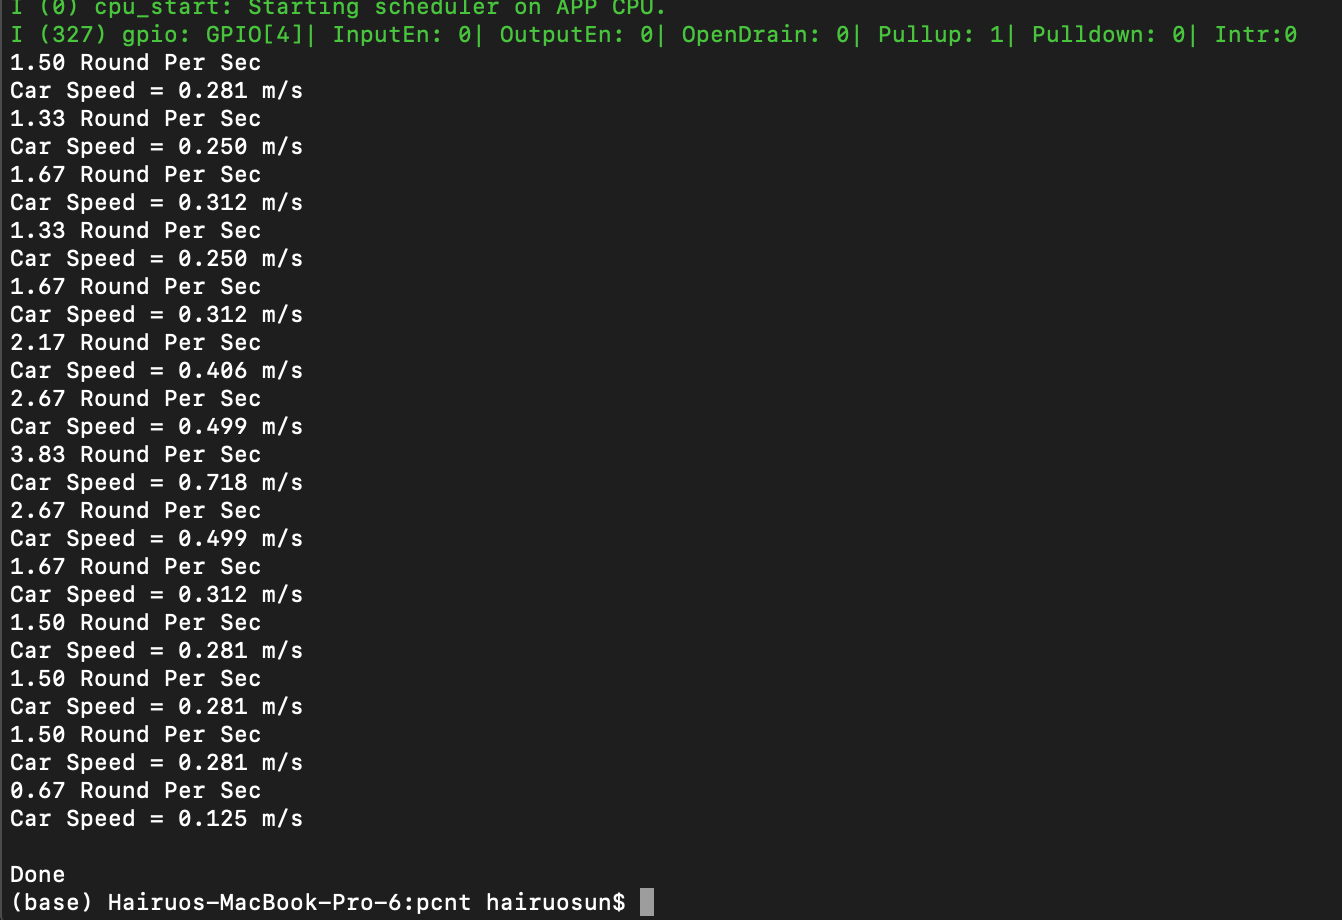 I (0) cpu_start: Starting scheduler on APP CPU.
I (327) gpio: GPIO[4]| InputEn: 0| OutputEn: 0| OpenDrain: 0| Pullup: 1| Pulldown: 0| Intr:0
1.50 Round Per Sec
Car Speed = 0.281 m/s
1.33 Round Per Sec
Car Speed = 0.250 m/s
1.67 Round Per Sec
Car Speed = 0.312 m/s
1.33 Round Per Sec
Car Speed = 0.250 m/s
1.67 Round Per Sec
Car Speed = 0.312 m/s
2.17 Round Per Sec
Car Speed = 0.406 m/s
2.67 Round Per Sec
Car Speed = 0.499 m/s
3.83 Round Per Sec
Car Speed = 0.718 m/s
2.67 Round Per Sec
Car Speed = 0.499 m/s
1.67 Round Per Sec
Car Speed = 0.312 m/s
1.50 Round Per Sec
Car Speed = 0.281 m/s
1.50 Round Per Sec
Car Speed = 0.281 m/s
1.50 Round Per Sec
Car Speed = 0.281 m/s
0.67 Round Per Sec
Car Speed = 0.125 m/s
Done
(base) Hairuos-MacBook-Pro-6:pcnt hairuosun$